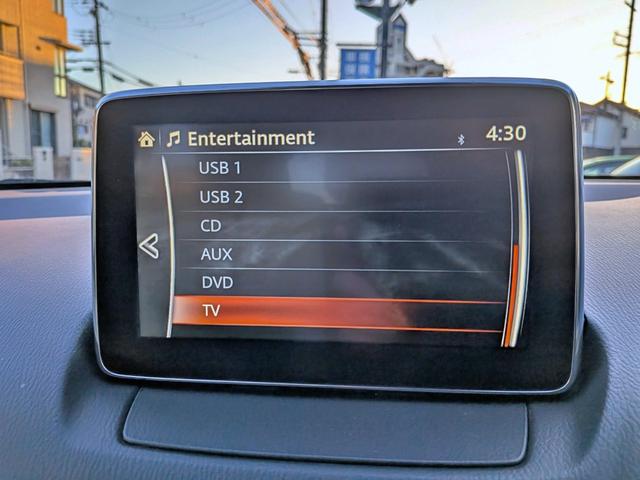 Entertainment 4:30
USB 1
USB 2
CD
AUX
DVD
TV